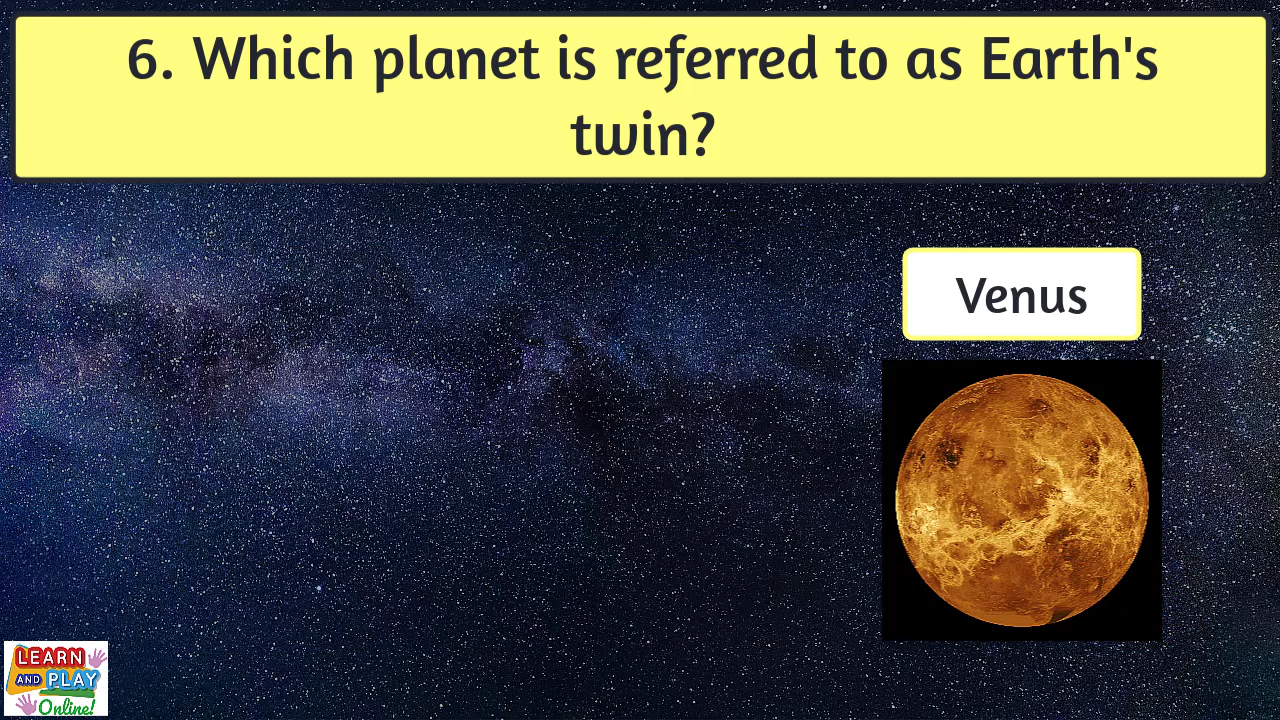 6. Which planet is referred to as Earth's
twin?
Venus
LEARN
AND PLAY
Online!